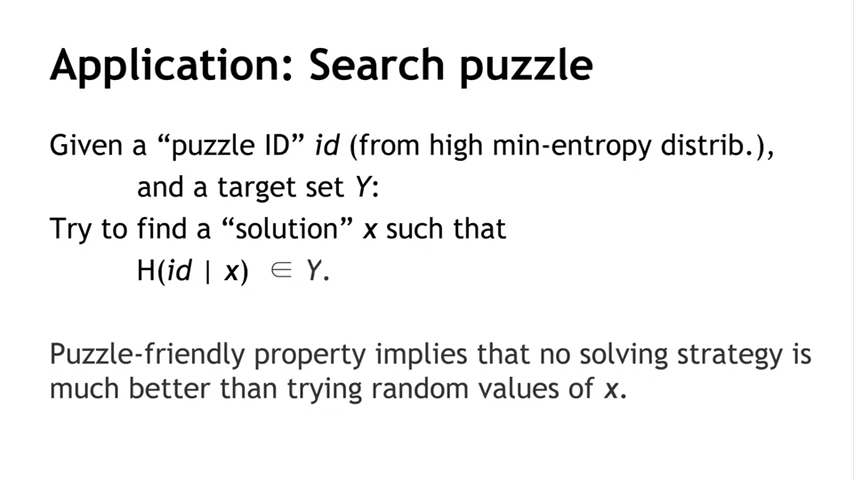 Application: Search puzzle
Given a “puzzle ID” id (from high min-entropy distrib.),
and a target set Y:
Try to find a “solution” x such that
H(id | x) ∈ Y.
Puzzle-friendly property implies that no solving strategy is
much better than trying random values of x.